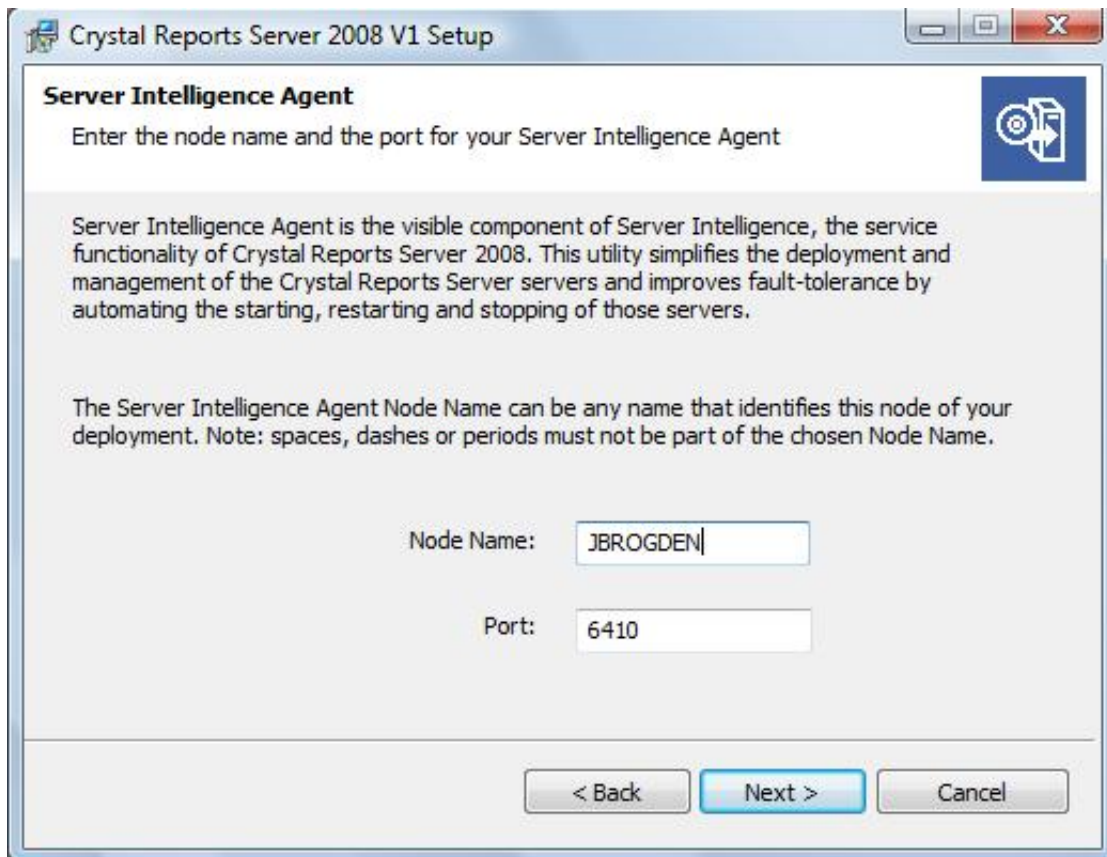 Crystal Reports Server 2008 V1 Setup
Server Intelligence Agent
Enter the node name and the port for your Server Intelligence Agent
Server Intelligence Agent is the visible component of Server Intelligence, the service
functionality of Crystal Reports Server 2008. This utility simplifies the deployment and
management of the Crystal Reports Server servers and improves fault-tolerance by
automating the starting, restarting and stopping of those servers.
The Server Intelligence Agent Node Name can be any name that identifies this node of your
deployment. Note: spaces, dashes or periods must not be part of the chosen Node Name.
Node Name: JBROGDEN
Port: 6410
< Back Next > Cancel